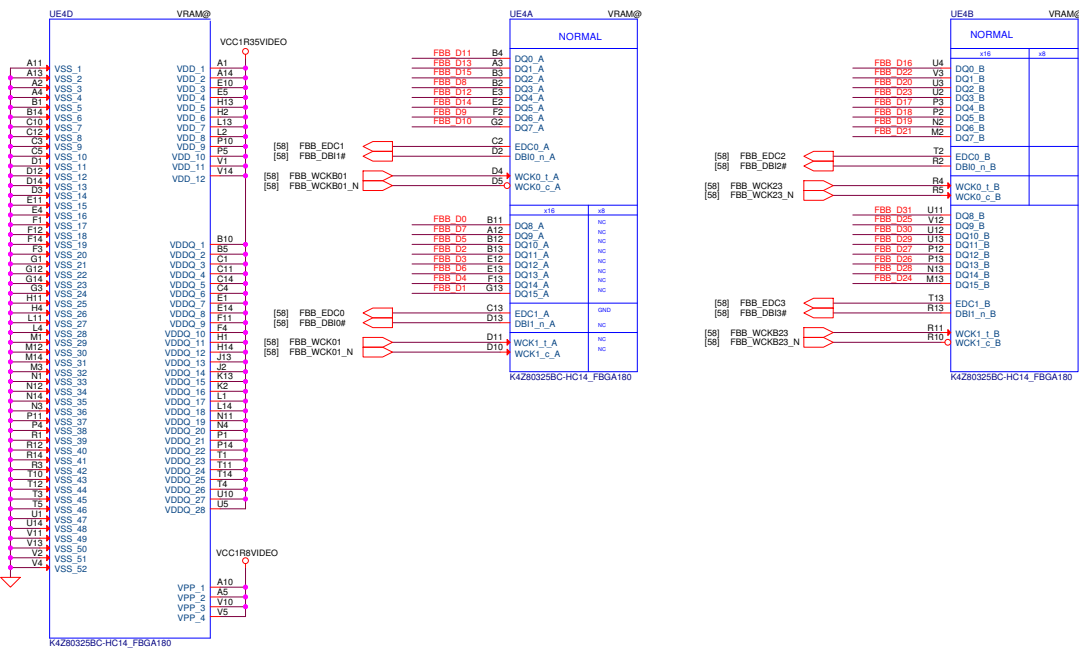 UE4D VRAM@
VCC1R35VIDEO
A11 VSS_1 VDD_1 A1
A13 VSS_2 VDD_2 A14
A2 VSS_3 VDD_3 E10
A4 VSS_4 VDD_4 E5
B1 VSS_5 VDD_5 H13
B14 VSS_6 VDD_6 H2
C10 VSS_7 VDD_7 L13
C12 VSS_8 VDD_8 L2
C3 VSS_9 VDD_9 P10
C5 VSS_10 VDD_10 P5
D1 VSS_11 VDD_11 V1
D12 VSS_12 VDD_12 V14
D14 VSS_13
D3 VSS_14
E11 VSS_15
E4 VSS_16
F1 VSS_17
F12 VSS_18
F14 VSS_19 VDDQ_1 B10
F3 VSS_20 VDDQ_2 B5
G1 VSS_21 VDDQ_3 C1
G12 VSS_22 VDDQ_4 C11
G14 VSS_23 VDDQ_5 C14
G3 VSS_24 VDDQ_6 C4
H11 VSS_25 VDDQ_7 E1
H4 VSS_26 VDDQ_8 E14
L11 VSS_27 VDDQ_9 F11
L4 VSS_28 VDDQ_10 F4
M1 VSS_29 VDDQ_11 H1
M12 VSS_30 VDDQ_12 H14
M14 VSS_31 VDDQ_13 J13
M3 VSS_32 VDDQ_14 J2
N1 VSS_33 VDDQ_15 K13
N12 VSS_34 VDDQ_16 K2
N14 VSS_35 VDDQ_17 L1
N3 VSS_36 VDDQ_18 L14
P11 VSS_37 VDDQ_19 N11
P4 VSS_38 VDDQ_20 N4
R1 VSS_39 VDDQ_21 P1
R12 VSS_40 VDDQ_22 P14
R14 VSS_41 VDDQ_23 T1
R3 VSS_42 VDDQ_24 T11
T10 VSS_43 VDDQ_25 T14
T12 VSS_44 VDDQ_26 T4
T3 VSS_45 VDDQ_27 U10
T5 VSS_46 VDDQ_28 U5
U1 VSS_47
U14 VSS_48
V11 VSS_49
V13 VSS_50
V2 VSS_51
V4 VSS_52
VCC1R8VIDEO
VPP_1 A10
VPP_2 A5
VPP_3 V10
VPP_4 V5
K4Z80325BC-HC14_FBGA180
UE4A VRAM@
NORMAL
FBB_D11 B4 DQ0_A
FBB_D13 A3 DQ1_A
FBB_D15 B3 DQ2_A
FBB_D8 B2 DQ3_A
FBB_D12 E3 DQ4_A
FBB_D14 E2 DQ5_A
FBB_D9 F2 DQ6_A
FBB_D10 G2 DQ7_A
[58] FBB_EDC1 C2 EDC0_A
[58] FBB_DBI1# D2 DBI0_n_A
[58] FBB_WCKB01 D4 WCK0_t_A
[58] FBB_WCKB01_N D5 WCK0_c_A
x16 x8
FBB_D0 B11 DQ8_A NC
FBB_D7 A12 DQ9_A NC
FBB_D5 B12 DQ10_A NC
FBB_D2 B13 DQ11_A NC
FBB_D3 E12 DQ12_A NC
FBB_D6 E13 DQ13_A NC
FBB_D4 F13 DQ14_A NC
FBB_D1 G13 DQ15_A NC
[58] FBB_EDC0 C13 EDC1_A GND
[58] FBB_DBI0# D13 DBI1_n_A NC
[58] FBB_WCK01 D11 WCK1_t_A NC
[58] FBB_WCK01_N D10 WCK1_c_A NC
K4Z80325BC-HC14_FBGA180
UE4B VRAM@
NORMAL
x16 x8
FBB_D16 U4 DQ0_B
FBB_D22 V3 DQ1_B
FBB_D20 U3 DQ2_B
FBB_D23 U2 DQ3_B
FBB_D17 P3 DQ4_B
FBB_D18 P2 DQ5_B
FBB_D19 N2 DQ6_B
FBB_D21 M2 DQ7_B
[58] FBB_EDC2 T2 EDC0_B
[58] FBB_DBI2# R2 DBI0_n_B
[58] FBB_WCK23 R4 WCK0_t_B
[58] FBB_WCK23_N R5 WCK0_c_B
FBB_D31 U11 DQ8_B
FBB_D25 V12 DQ9_B
FBB_D30 U12 DQ10_B
FBB_D29 U13 DQ11_B
FBB_D27 P12 DQ12_B
FBB_D26 P13 DQ13_B
FBB_D28 N13 DQ14_B
FBB_D24 M13 DQ15_B
[58] FBB_EDC3 T13 EDC1_B
[58] FBB_DBI3# R13 DBI1_n_B
[58] FBB_WCKB23 R11 WCK1_t_B
[58] FBB_WCKB23_N R10 WCK1_c_B
K4Z80325BC-HC14_FBGA180